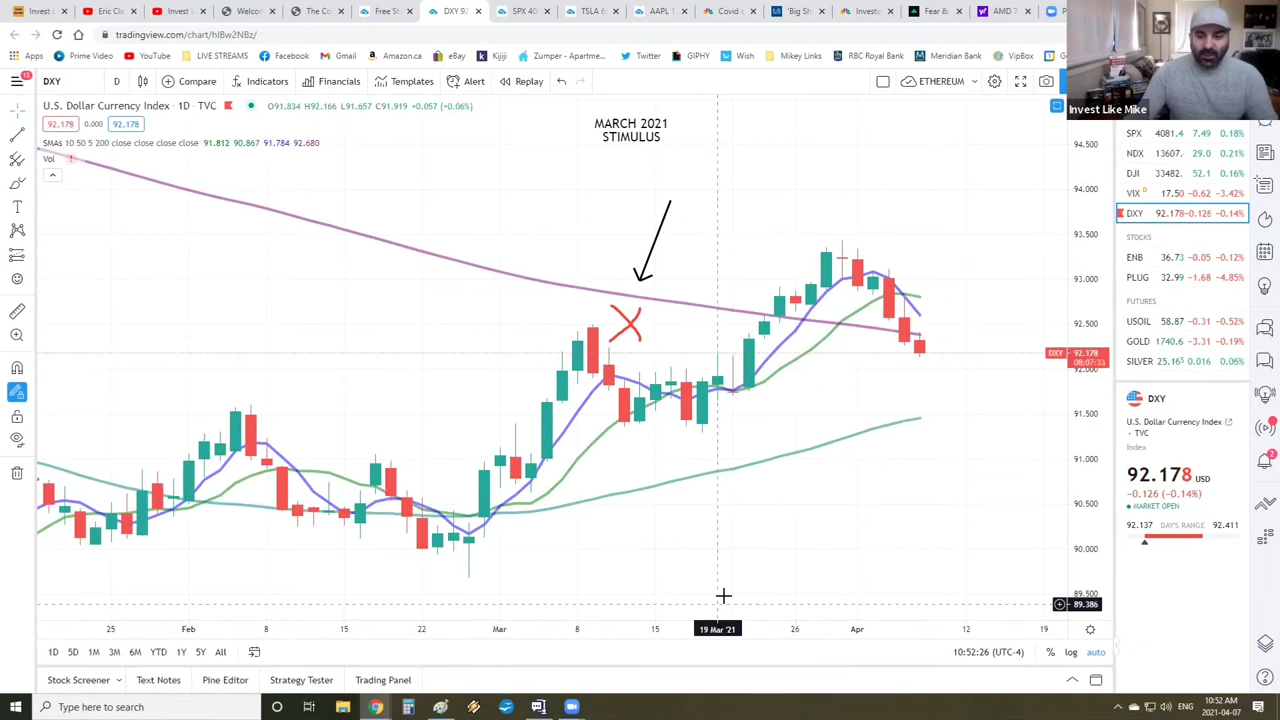 Invest L
Eric Cla
Invest L
Welcom
The Co
Free Sh
DXY 92
SPX 40
TSLA 6
AAPL 1
Covid c
'Big Sh
Investo
Fear &
AMD 7
tradingview.com/chart/hIBw2NBz/
Apps
Prime Video
YouTube
LIVE STREAMS
Facebook
Gmail
Amazon.ca
eBay
Kijiji
Zumper - Apartme...
Twitter
GIPHY
Wish
Mikey Links
RBC Royal Bank
Meridian Bank
VipBox
Invest Like Mike
DXY
D
Compare
Indicators
Financials
Templates
Alert
Replay
ETHEREUM
U.S. Dollar Currency Index · 1D · TVC
O91.834 H92.166 L91.657 C91.919 +0.057 (+0.06%)
92.178
0.000
92.178
SMAs 10 50 5 200 close close close close 91.812 90.867 91.784 92.680
Vol
MARCH 2021
STIMULUS
94.500
94.000
93.500
93.000
92.500
DXY
92.178
08:07:33
92.000
91.500
91.000
90.500
90.000
89.500
89.386
25
Feb
8
15
22
Mar
8
15
19 Mar '21
26
Apr
12
19
1D
5D
1M
3M
6M
YTD
1Y
5Y
All
10:52:26 (UTC-4)
%
log
auto
Stock Screener
Text Notes
Pine Editor
Strategy Tester
Trading Panel
SPX 4081.4 7.49 0.18%
NDX 13607. 29.0 0.21%
DJI 33482. 52.1 0.16%
VIX D 17.50 -0.62 -3.42%
DXY 92.178 -0.126 -0.14%
STOCKS
ENB 36.73 -0.05 -0.12%
PLUG 32.99 -1.68 -4.85%
FUTURES
USOIL 58.87 -0.31 -0.52%
GOLD 1740.6 -3.31 -0.19%
SILVER 25.165 0.016 0.06%
DXY
U.S. Dollar Currency Index
· TVC
Index
92.178 USD
-0.126 (-0.14%)
MARKET OPEN
92.137
DAY'S RANGE
92.411
Type here to search
ENG
10:52 AM
2021-04-07